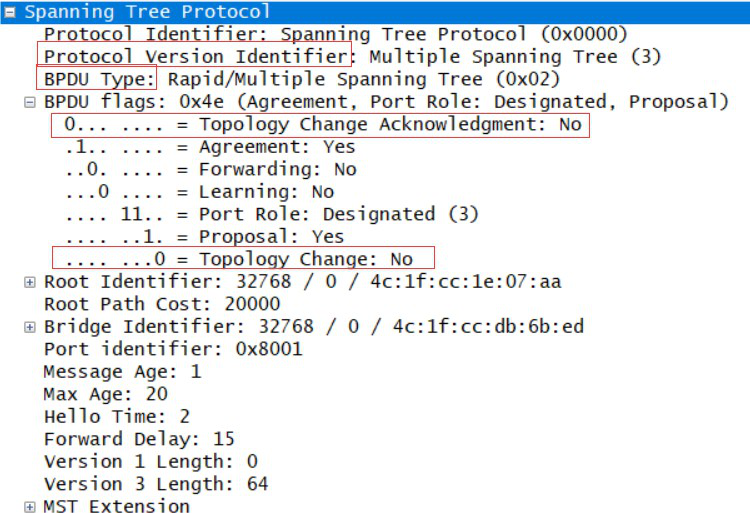 Spanning Tree Protocol
Protocol Identifier: Spanning Tree Protocol (0x0000)
Protocol Version Identifier: Multiple Spanning Tree (3)
BPDU Type: Rapid/Multiple Spanning Tree (0x02)
BPDU flags: 0x4e (Agreement, Port Role: Designated, Proposal)
0... .... = Topology Change Acknowledgment: No
.1.. .... = Agreement: Yes
..0. .... = Forwarding: No
...0 .... = Learning: No
.... 11.. = Port Role: Designated (3)
.... ..1. = Proposal: Yes
.... ...0 = Topology Change: No
Root Identifier: 32768 / 0 / 4c:1f:cc:1e:07:aa
Root Path Cost: 20000
Bridge Identifier: 32768 / 0 / 4c:1f:cc:db:6b:ed
Port identifier: 0x8001
Message Age: 1
Max Age: 20
Hello Time: 2
Forward Delay: 15
Version 1 Length: 0
Version 3 Length: 64
MST Extension